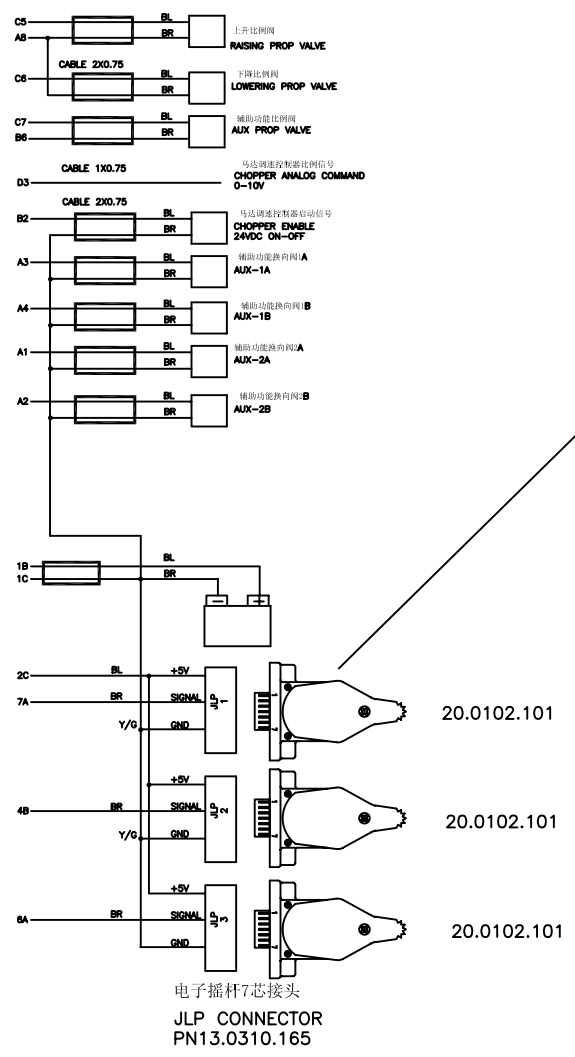 C5 BL 上升比例阀
A8 BR RAISING PROP VALVE
CABLE 2X0.75
C6 BL 下降比例阀
BR LOWERING PROP VALVE
C7 BL 辅助功能比例阀
B6 BR AUX PROP VALVE
CABLE 1X0.75 马达调速控制器比例信号
D3 CHOPPER ANALOG COMMAND
0-10V
CABLE 2X0.75
B2 BL 马达调速控制器启动信号
BR CHOPPER ENABLE
24VDC ON-OFF
A3 BL 辅助功能换向阀1A
BR AUX-1A
A4 BL 辅助功能换向阀1B
BR AUX-1B
A1 BL 辅助功能换向阀2A
BR AUX-2A
A2 BL 辅助功能换向阀2B
BR AUX-2B
1B BL
1C BR
- +
2C BL +5V
7A BR SIGNAL JLP 1 1 7 20.0102.101
Y/G GND
+5V
4B BR SIGNAL JLP 2 1 7 20.0102.101
Y/G GND
+5V
6A BR SIGNAL JLP 3 1 7 20.0102.101
GND
电子摇杆7芯接头
JLP CONNECTOR
PN13.0310.165